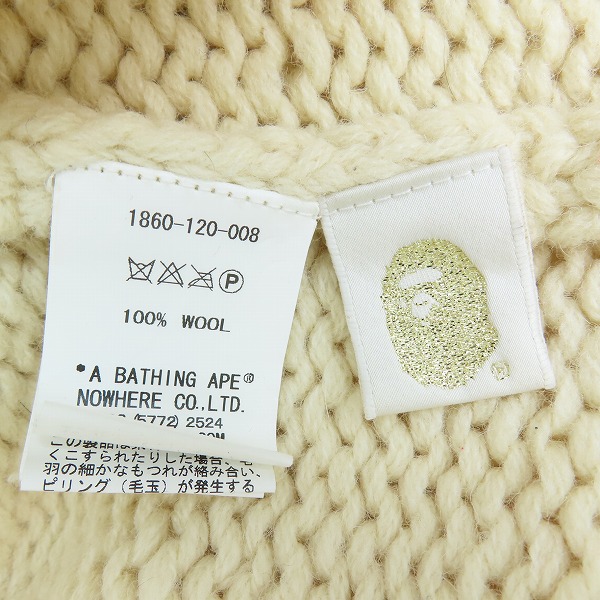 1860-120-008
P
100% WOOL
*A BATHING APE®
NOWHERE CO.,LTD.
(5772) 2524
くこすられたりした場合、毛
羽の細かなもつれが絡み合い、
ピリング（毛玉）が発生する